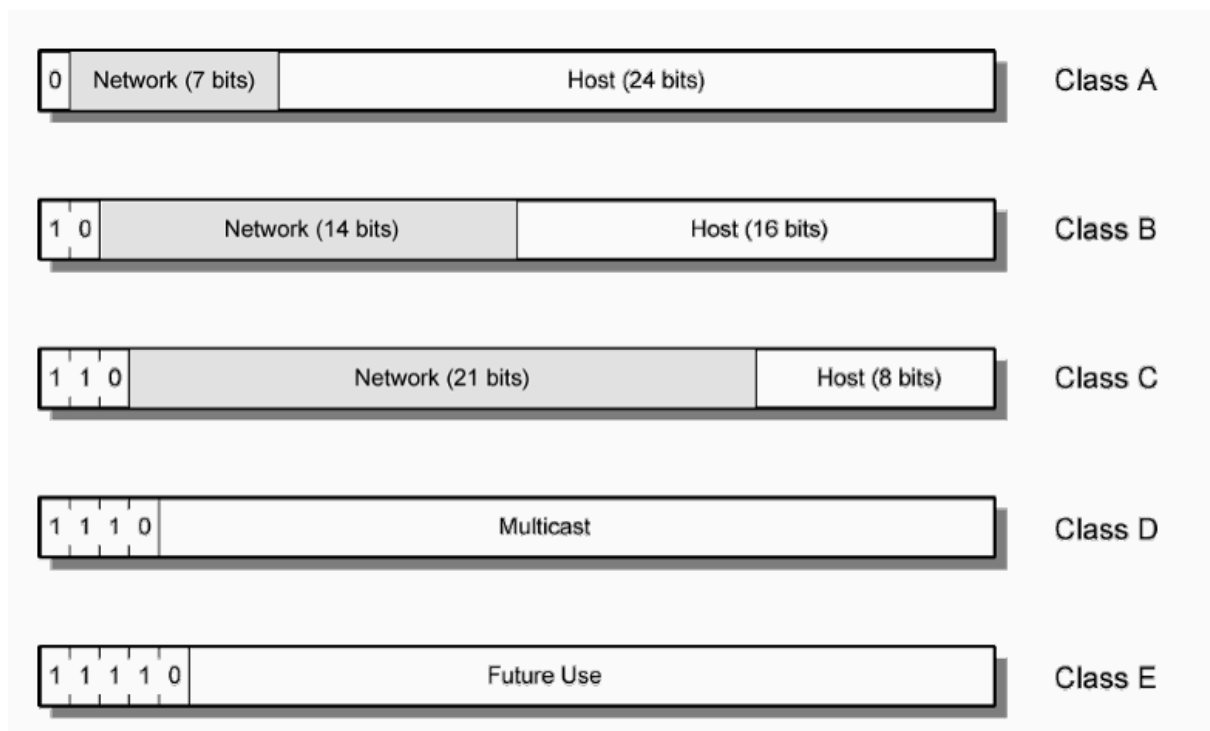 0 Network (7 bits) Host (24 bits) Class A
1 0 Network (14 bits) Host (16 bits) Class B
1 1 0 Network (21 bits) Host (8 bits) Class C
1 1 1 0 Multicast Class D
1 1 1 1 0 Future Use Class E